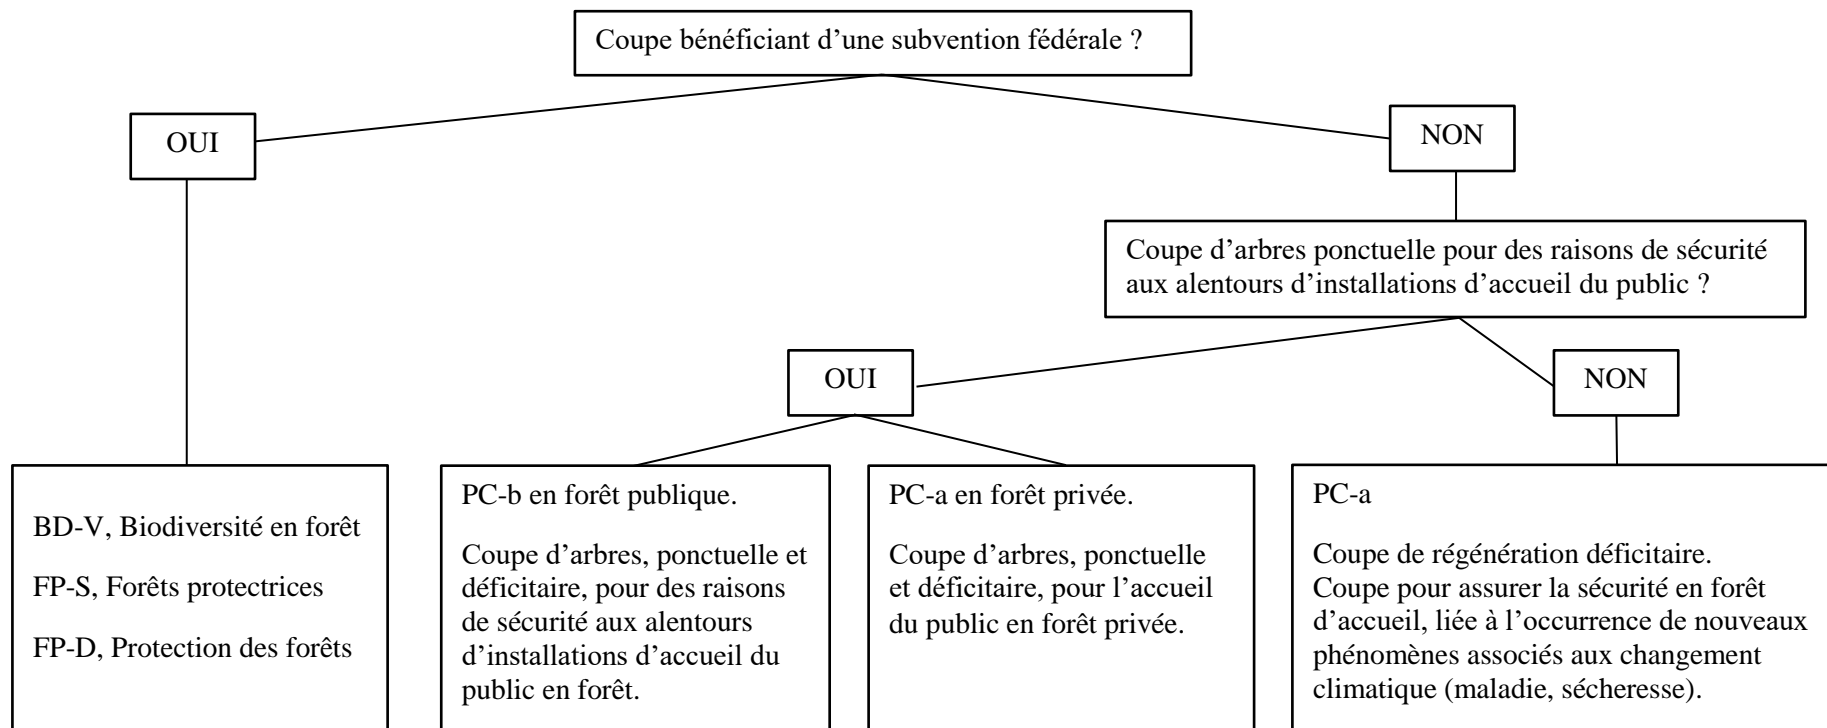 Coupe bénéficiant d’une subvention fédérale ?
OUI
NON
Coupe d’arbres ponctuelle pour des raisons de sécurité
aux alentours d’installations d’accueil du public ?
OUI
NON
BD-V, Biodiversité en forêt
FP-S, Forêts protectrices
FP-D, Protection des forêts
PC-b en forêt publique.
Coupe d’arbres, ponctuelle et
déficitaire, pour des raisons
de sécurité aux alentours
d’installations d’accueil du
public en forêt.
PC-a en forêt privée.
Coupe d’arbres, ponctuelle
et déficitaire, pour l’accueil
du public en forêt privée.
PC-a
Coupe de régénération déficitaire.
Coupe pour assurer la sécurité en forêt
d’accueil, liée à l’occurrence de nouveaux
phénomènes associés aux changement
climatique (maladie, sécheresse).